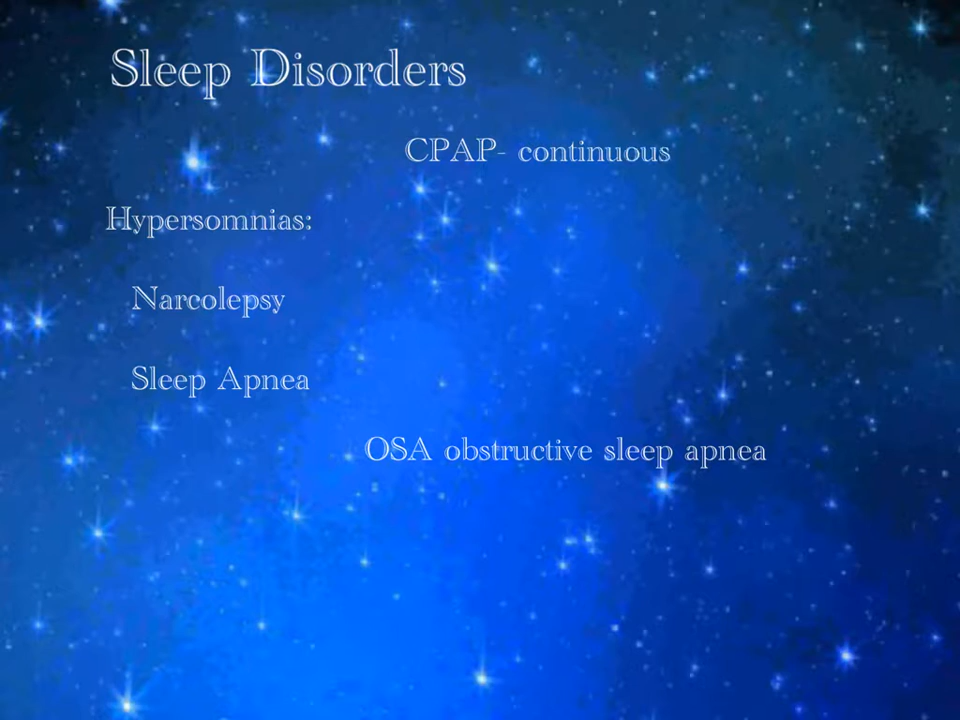 Sleep Disorders
CPAP- continuous
Hypersomnias:
Narcolepsy
Sleep Apnea
OSA obstructive sleep apnea